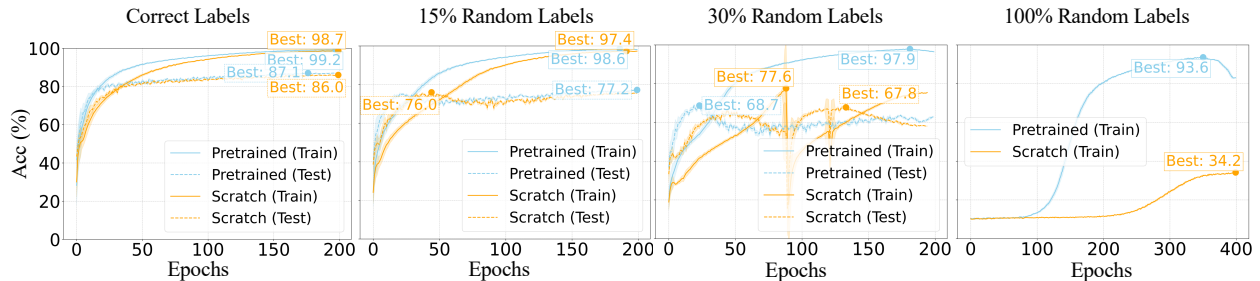 Correct Labels
15% Random Labels
30% Random Labels
100% Random Labels
Acc (%)
100
80
60
40
20
0
Best: 98.7
Best: 99.2
Best: 87.1
Best: 86.0
Pretrained (Train)
Pretrained (Test)
Scratch (Train)
Scratch (Test)
0 50 100 150 200
Epochs
Best: 97.4
Best: 98.6
Best: 77.2
Best: 76.0
Pretrained (Train)
Pretrained (Test)
Scratch (Train)
Scratch (Test)
0 50 100 150 200
Epochs
Best: 77.6
Best: 97.9
Best: 68.7
Best: 67.8
Pretrained (Train)
Pretrained (Test)
Scratch (Train)
Scratch (Test)
0 50 100 150 200
Epochs
Best: 93.6
Pretrained (Train)
Scratch (Train)
Best: 34.2
0 100 200 300 400
Epochs